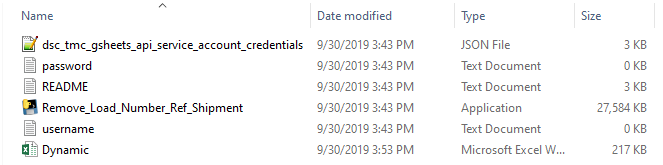 Name Date modified Type Size
dsc_tmc_gsheets_api_service_account_credentials 9/30/2019 3:43 PM JSON File 3 KB
password 9/30/2019 3:43 PM Text Document 0 KB
README 9/30/2019 3:43 PM Text Document 3 KB
Remove_Load_Number_Ref_Shipment 9/30/2019 3:43 PM Application 27,584 KB
username 9/30/2019 3:43 PM Text Document 0 KB
Dynamic 9/30/2019 3:53 PM Microsoft Excel W... 217 KB